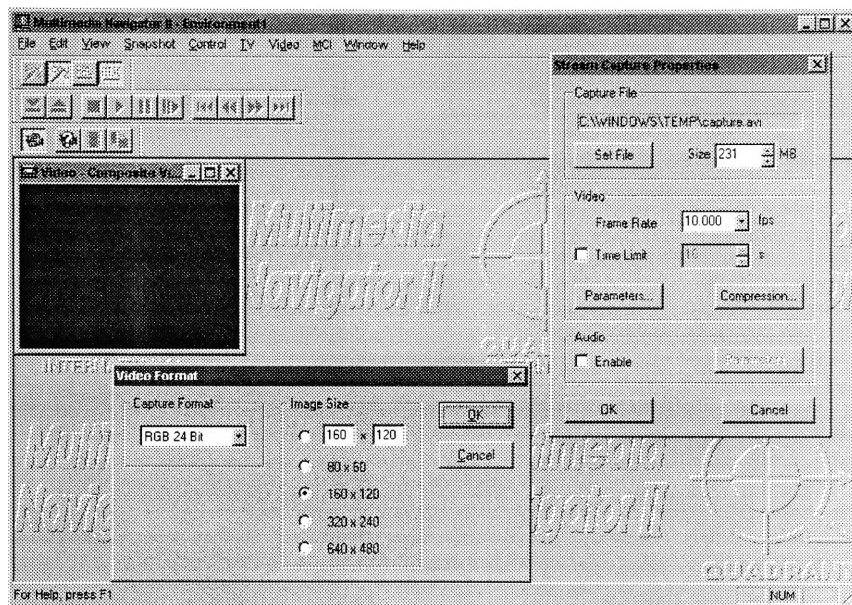 Multimedia Navigator II - Environment1
File Edit View Snapshot Control TV Video MCI Window Help
Stream Capture Properties
Capture File
C:\WINDOWS\TEMP\capture.avi
Set File Size 231 MB
Video
Frame Rate 10.000 fps
Time Limit 16 s
Parameters... Compression...
Audio
Enable Parameters...
OK Cancel
Video - Composite Vi...
Multimedia
Navigator II
Video Format
Capture Format
RGB 24 Bit
Image Size
160 x 120
80 x 60
160 x 120
320 x 240
640 x 480
OK
Cancel
QUADRANT
For Help, press F1
NUM